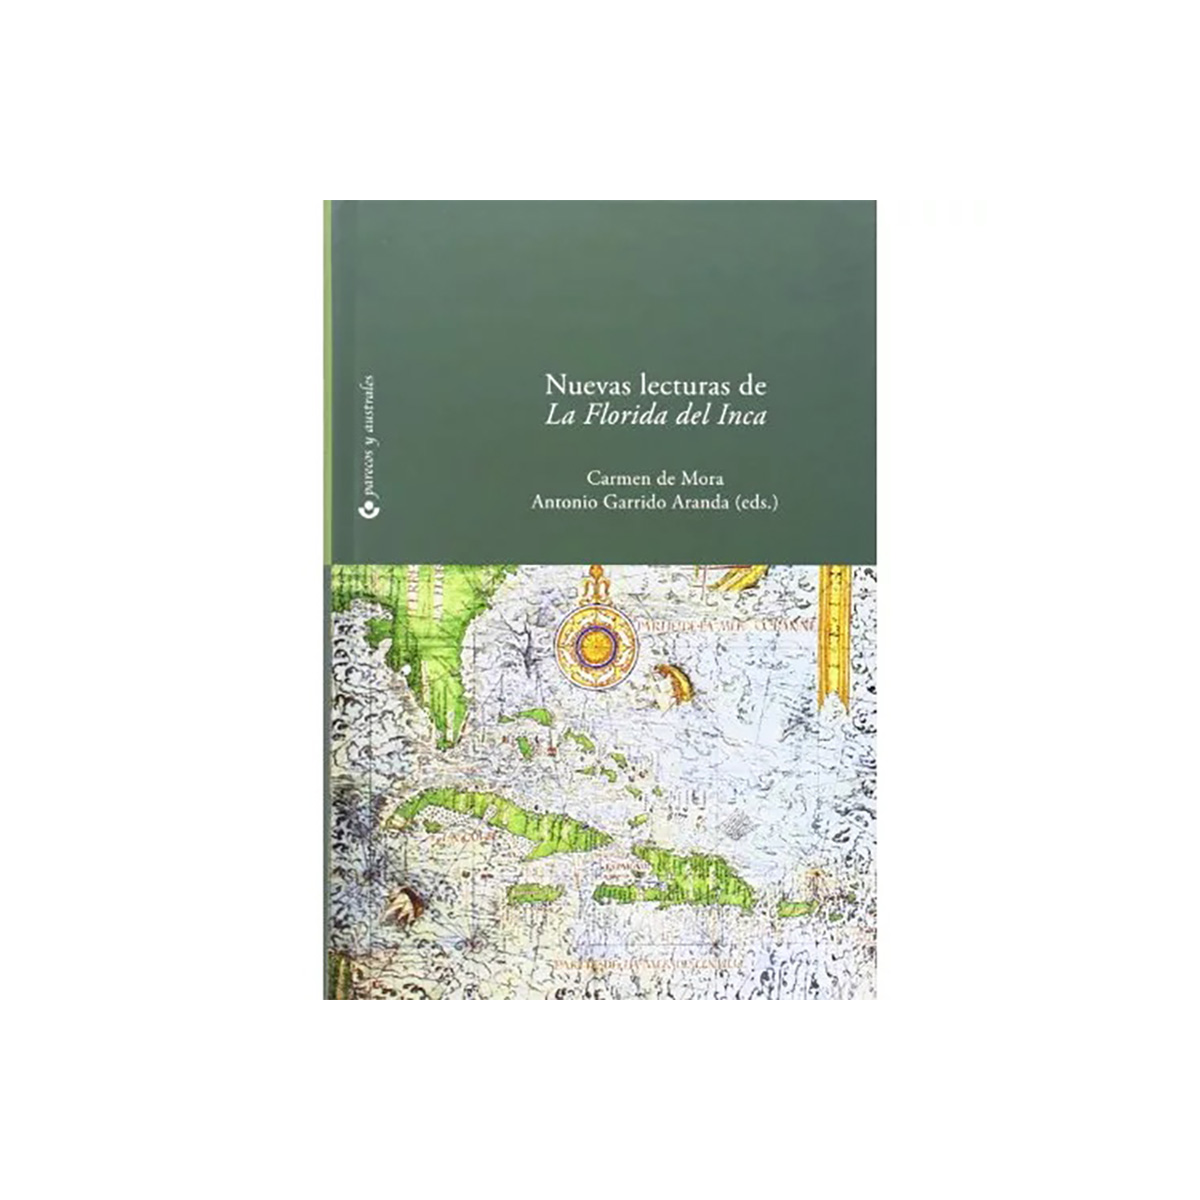 parecos y australes
Nuevas lecturas de
La Florida del Inca
Carmen de Mora
Antonio Garrido Aranda (eds.)